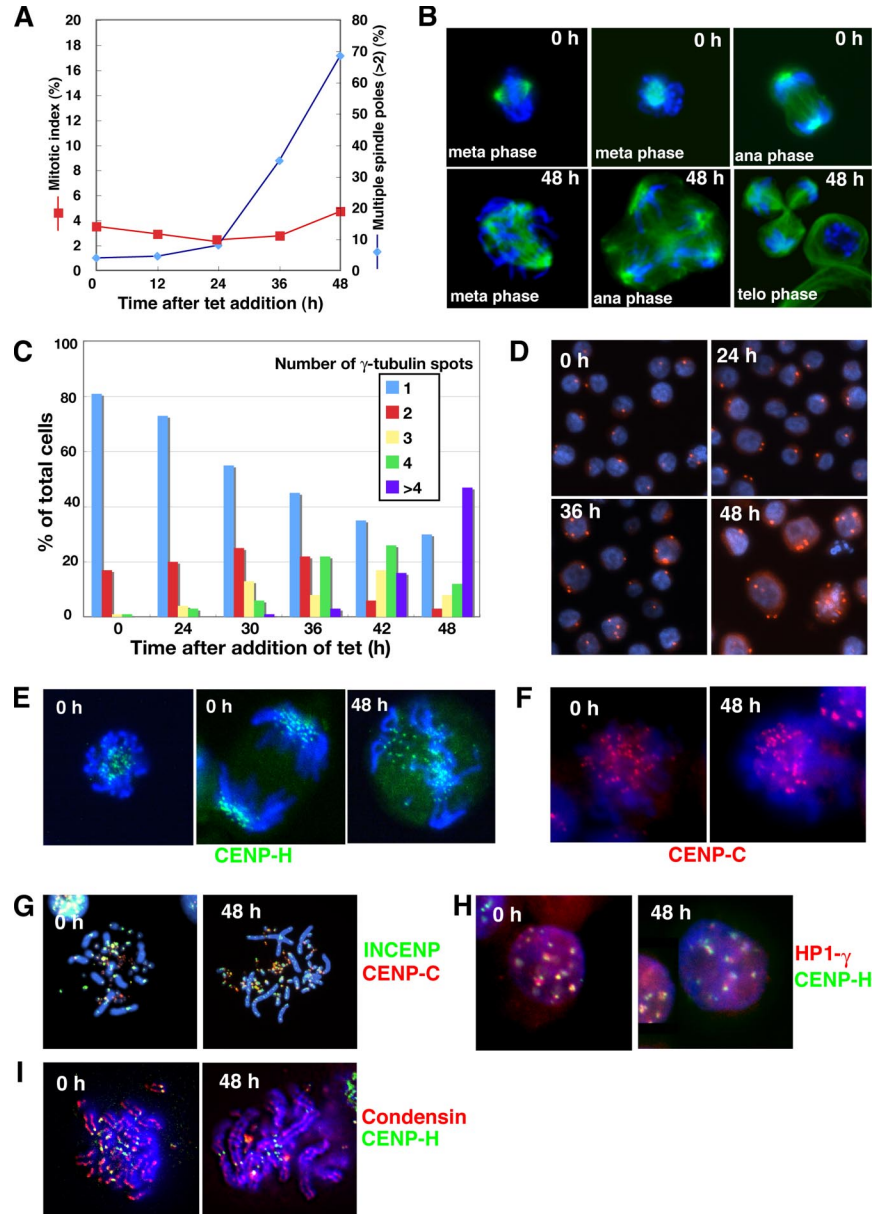 A
20
18
16
14
12
10
8
6
4
2
0
Mitotic index (%)
80
70
60
50
40
30
20
10
0
Multiple spindle poles (>2) (%)
0 12 24 36 48
Time after tet addition (h)
B
0 h
meta phase
0 h
meta phase
0 h
ana phase
48 h
meta phase
48 h
ana phase
48 h
telo phase
C
100
80
60
40
20
0
% of total cells
Number of γ-tubulin spots
1
2
3
4
>4
0 24 30 36 42 48
Time after addition of tet (h)
D
0 h
24 h
36 h
48 h
E
0 h
0 h
48 h
CENP-H
F
0 h
48 h
CENP-C
G
0 h
48 h
INCENP
CENP-C
H
0 h
48 h
HP1-γ
CENP-H
I
0 h
48 h
Condensin
CENP-H